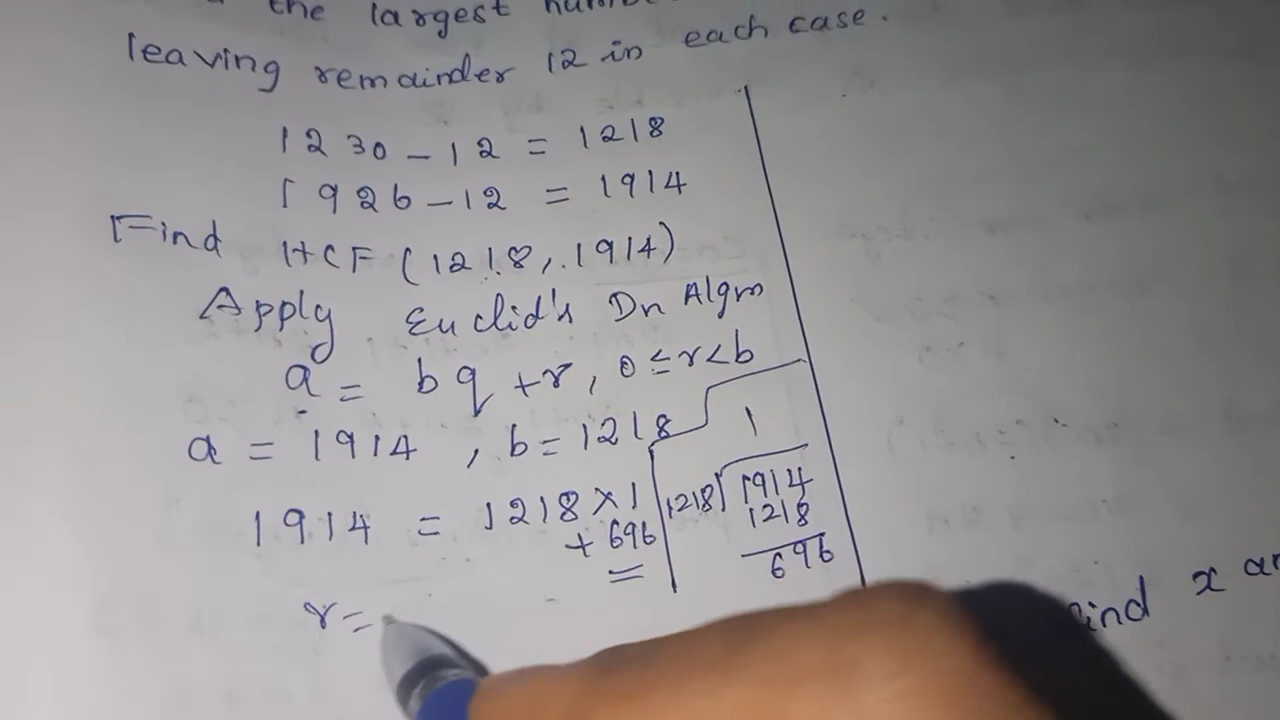 the largest
leaving remainder 12 in each case.
1230 - 12 = 1218
1926 - 12 = 1914
Find HCF (1218, 1914)
Apply Euclid's Dn Algm
a = bq + r, 0 ≤ r < b
a = 1914, b = 1218
1914 = 1218 × 1
+ 696
r =
1
1218) 1914
1218
696
find x